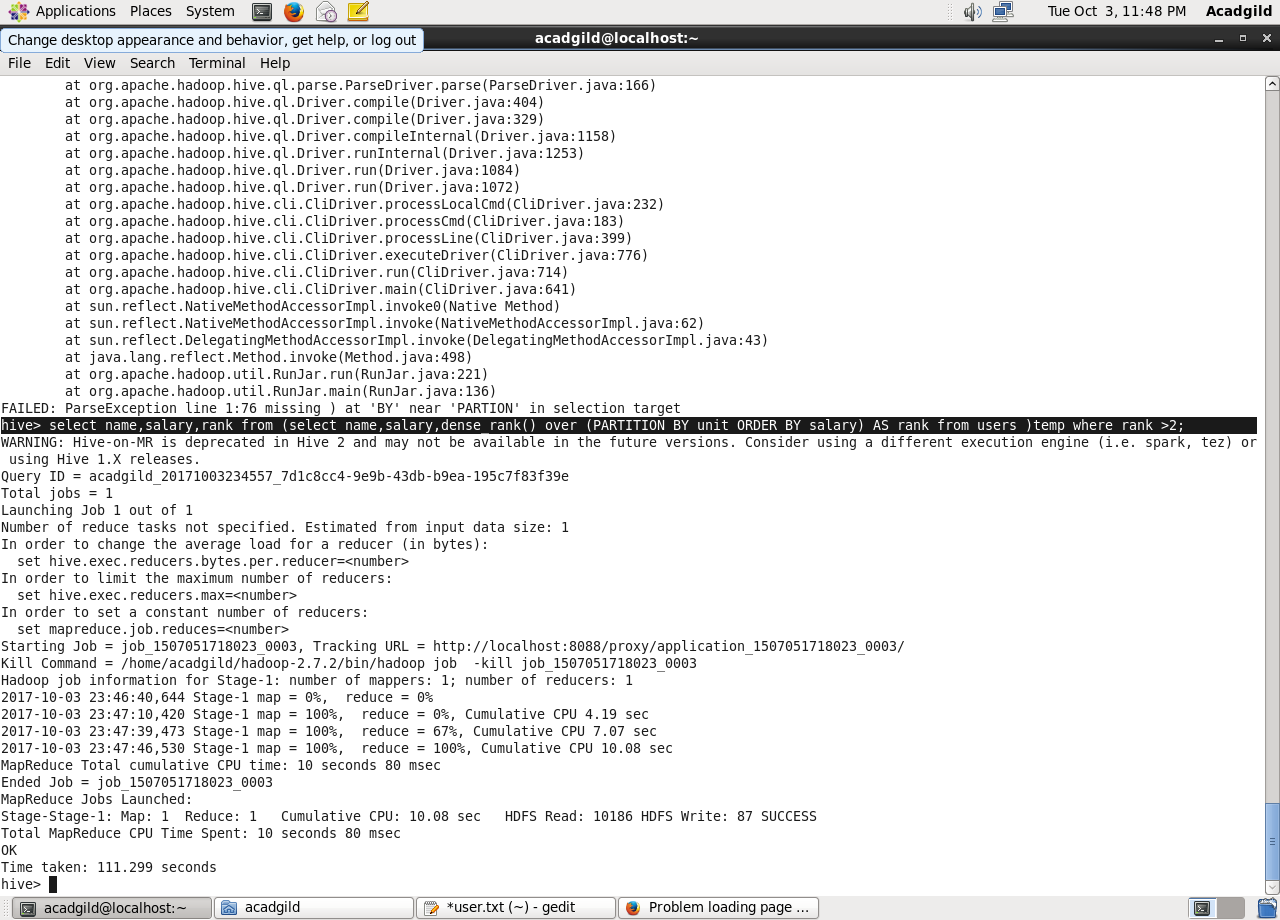 Applications Places System Tue Oct 3, 11:48 PM Acadgild
Change desktop appearance and behavior, get help, or log out
acadgild@localhost:~
File Edit View Search Terminal Help
at org.apache.hadoop.hive.ql.parse.ParseDriver.parse(ParseDriver.java:166)
at org.apache.hadoop.hive.ql.Driver.compile(Driver.java:404)
at org.apache.hadoop.hive.ql.Driver.compile(Driver.java:329)
at org.apache.hadoop.hive.ql.Driver.compileInternal(Driver.java:1158)
at org.apache.hadoop.hive.ql.Driver.runInternal(Driver.java:1253)
at org.apache.hadoop.hive.ql.Driver.run(Driver.java:1084)
at org.apache.hadoop.hive.ql.Driver.run(Driver.java:1072)
at org.apache.hadoop.hive.cli.CliDriver.processLocalCmd(CliDriver.java:232)
at org.apache.hadoop.hive.cli.CliDriver.processCmd(CliDriver.java:183)
at org.apache.hadoop.hive.cli.CliDriver.processLine(CliDriver.java:399)
at org.apache.hadoop.hive.cli.CliDriver.executeDriver(CliDriver.java:776)
at org.apache.hadoop.hive.cli.CliDriver.run(CliDriver.java:714)
at org.apache.hadoop.hive.cli.CliDriver.main(CliDriver.java:641)
at sun.reflect.NativeMethodAccessorImpl.invoke0(Native Method)
at sun.reflect.NativeMethodAccessorImpl.invoke(NativeMethodAccessorImpl.java:62)
at sun.reflect.DelegatingMethodAccessorImpl.invoke(DelegatingMethodAccessorImpl.java:43)
at java.lang.reflect.Method.invoke(Method.java:498)
at org.apache.hadoop.util.RunJar.run(RunJar.java:221)
at org.apache.hadoop.util.RunJar.main(RunJar.java:136)
FAILED: ParseException line 1:76 missing ) at 'BY' near 'PARTION' in selection target
hive> select name,salary,rank from (select name,salary,dense_rank() over (PARTITION BY unit ORDER BY salary) AS rank from users )temp where rank >2;
WARNING: Hive-on-MR is deprecated in Hive 2 and may not be available in the future versions. Consider using a different execution engine (i.e. spark, tez) or
using Hive 1.X releases.
Query ID = acadgild_20171003234557_7d1c8cc4-9e9b-43db-b9ea-195c7f83f39e
Total jobs = 1
Launching Job 1 out of 1
Number of reduce tasks not specified. Estimated from input data size: 1
In order to change the average load for a reducer (in bytes):
set hive.exec.reducers.bytes.per.reducer=<number>
In order to limit the maximum number of reducers:
set hive.exec.reducers.max=<number>
In order to set a constant number of reducers:
set mapreduce.job.reduces=<number>
Starting Job = job_1507051718023_0003, Tracking URL = http://localhost:8088/proxy/application_1507051718023_0003/
Kill Command = /home/acadgild/hadoop-2.7.2/bin/hadoop job  -kill job_1507051718023_0003
Hadoop job information for Stage-1: number of mappers: 1; number of reducers: 1
2017-10-03 23:46:40,644 Stage-1 map = 0%,  reduce = 0%
2017-10-03 23:47:10,420 Stage-1 map = 100%,  reduce = 0%, Cumulative CPU 4.19 sec
2017-10-03 23:47:39,473 Stage-1 map = 100%,  reduce = 67%, Cumulative CPU 7.07 sec
2017-10-03 23:47:46,530 Stage-1 map = 100%,  reduce = 100%, Cumulative CPU 10.08 sec
MapReduce Total cumulative CPU time: 10 seconds 80 msec
Ended Job = job_1507051718023_0003
MapReduce Jobs Launched:
Stage-Stage-1: Map: 1  Reduce: 1   Cumulative CPU: 10.08 sec   HDFS Read: 10186 HDFS Write: 87 SUCCESS
Total MapReduce CPU Time Spent: 10 seconds 80 msec
OK
Time taken: 111.299 seconds
hive>
acadgild@localhost:~ acadgild *user.txt (~) - gedit Problem loading page ...